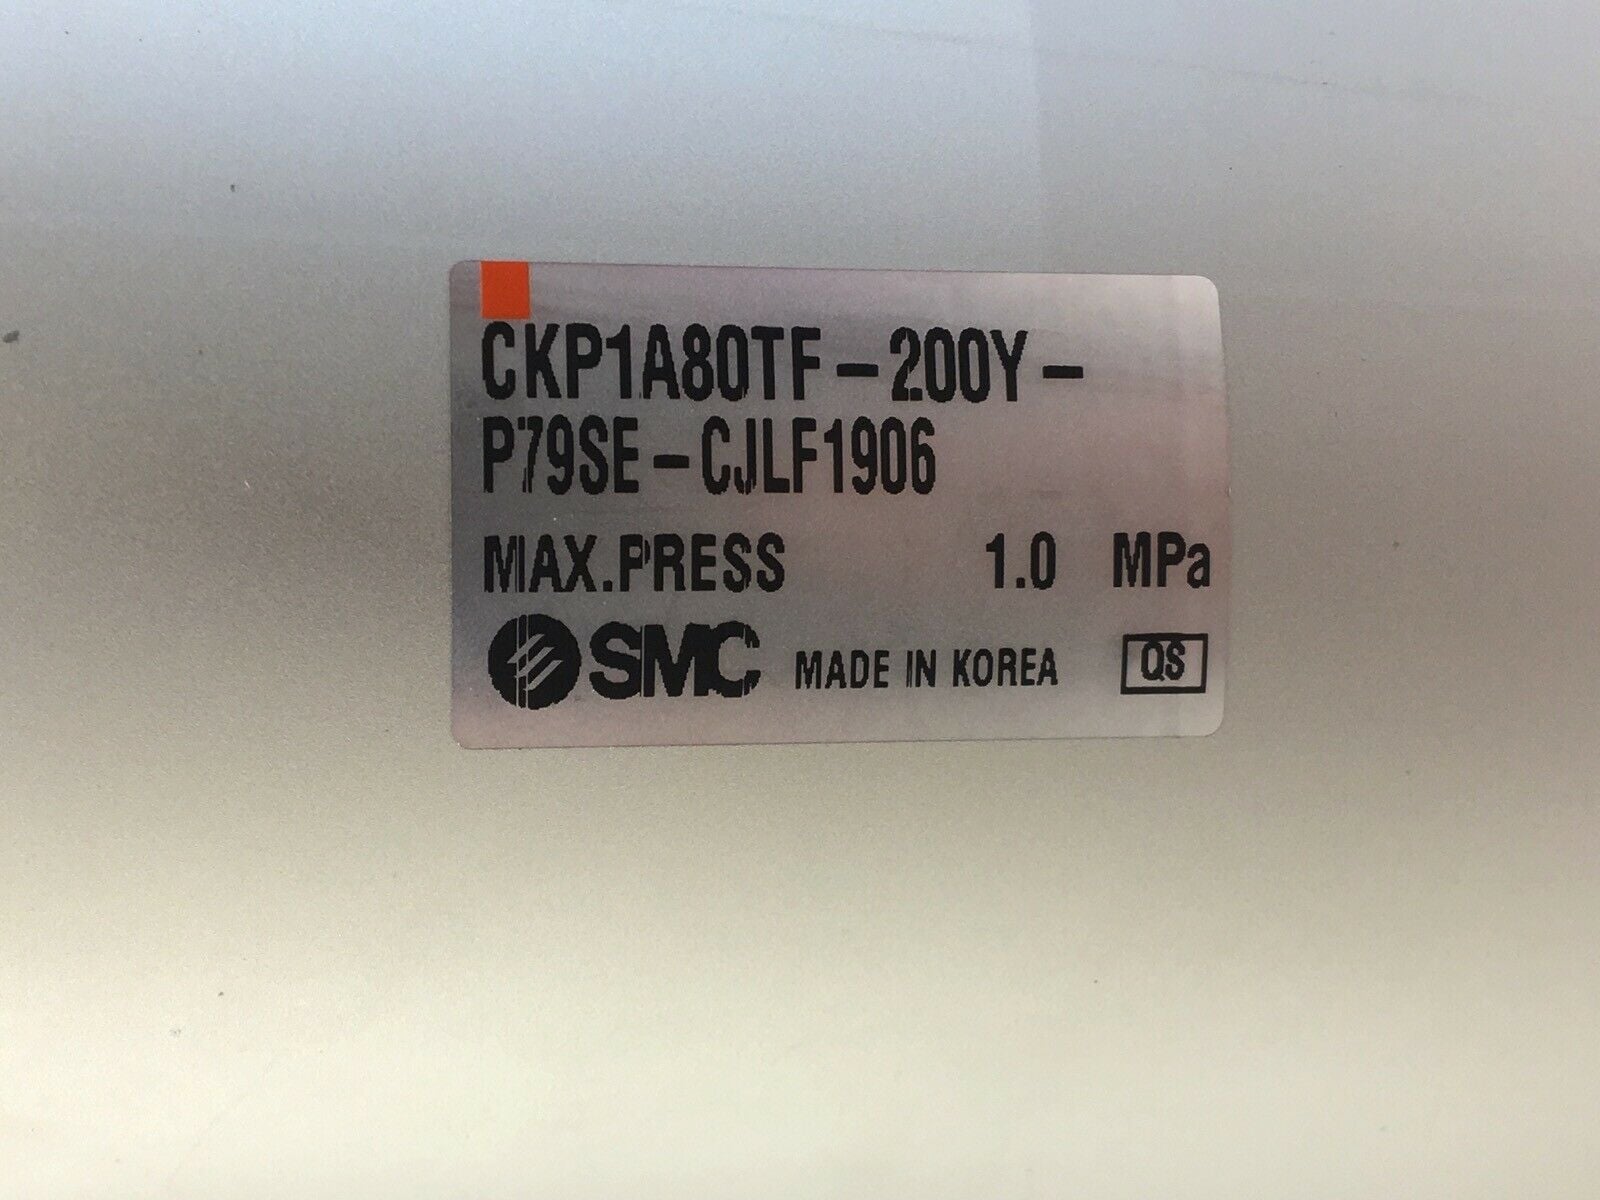 CKP1A80TF-200Y-
P79SE-CJLF1906
MAX.PRESS 1.0 MPa
SMC MADE IN KOREA QS